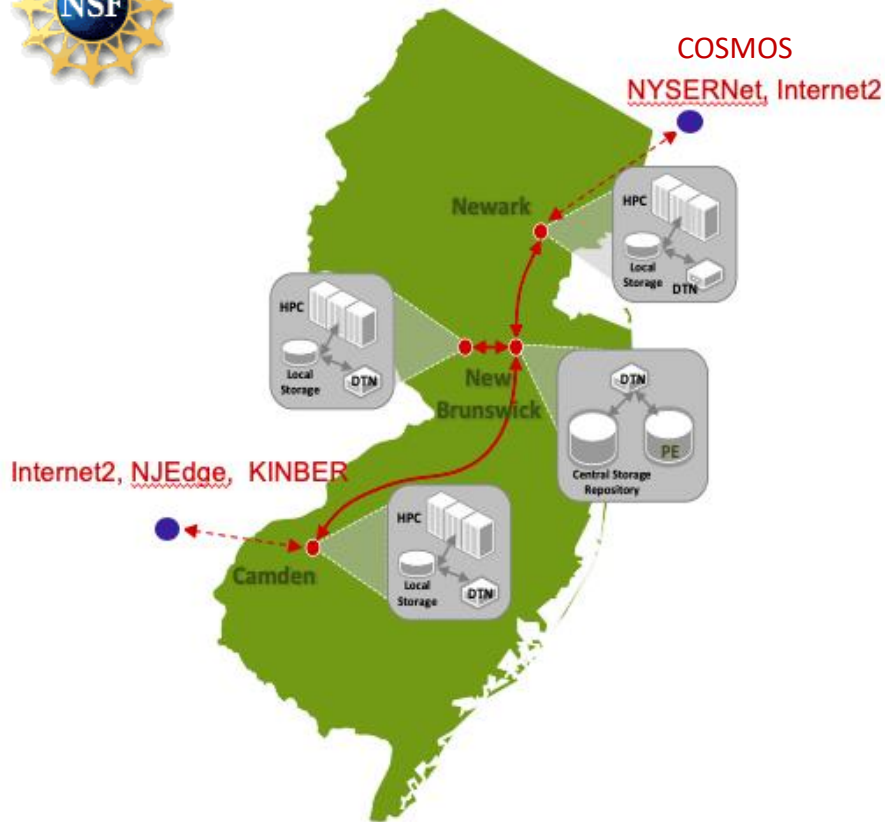 NSF
COSMOS
NYSERNet, Internet2
Newark
HPC
Local
Storage
DTN
HPC
Local
Storage
DTN
New
Brunswick
DTN
PE
Central Storage
Repository
Internet2, NJEdge, KINBER
HPC
Local
Storage
DTN
Camden